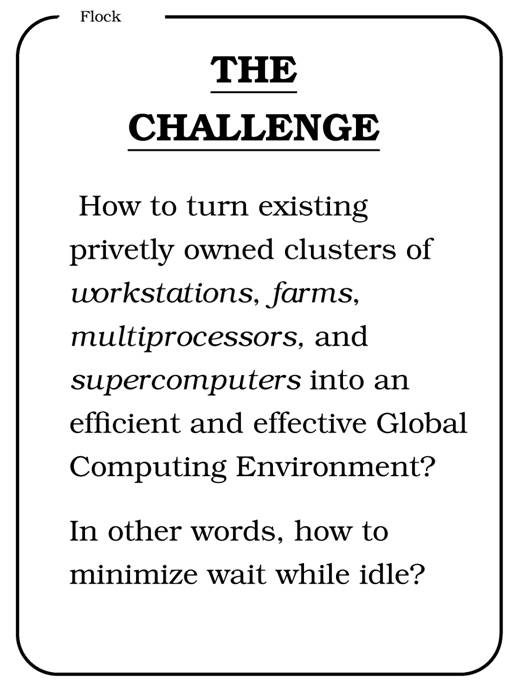 Flock
THE
CHALLENGE
How to turn existing
privetly owned clusters of
workstations, farms,
multiprocessors, and
supercomputers into an
efficient and effective Global
Computing Environment?
In other words, how to
minimize wait while idle?